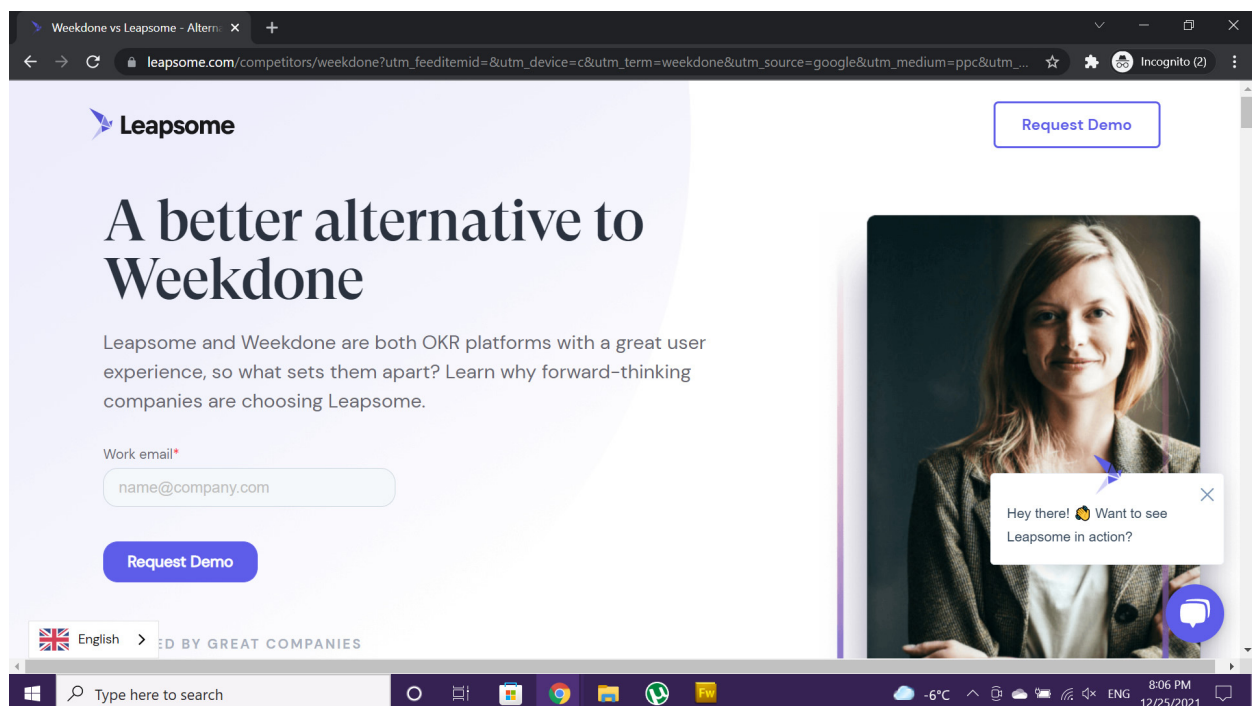 Weekdone vs Leapsome - Altern
leapsome.com/competitors/weekdone?utm_feeditemid=&utm_device=c&utm_term=weekdone&utm_source=google&utm_medium=ppc&utm_...
Incognito (2)
Leapsome
Request Demo
A better alternative to
Weekdone
Leapsome and Weekdone are both OKR platforms with a great user
experience, so what sets them apart? Learn why forward-thinking
companies are choosing Leapsome.
Work email*
name@company.com
Request Demo
Hey there! 👏 Want to see
Leapsome in action?
English
ED BY GREAT COMPANIES
Type here to search
Fw
-6°C
ENG
8:06 PM
12/25/2021